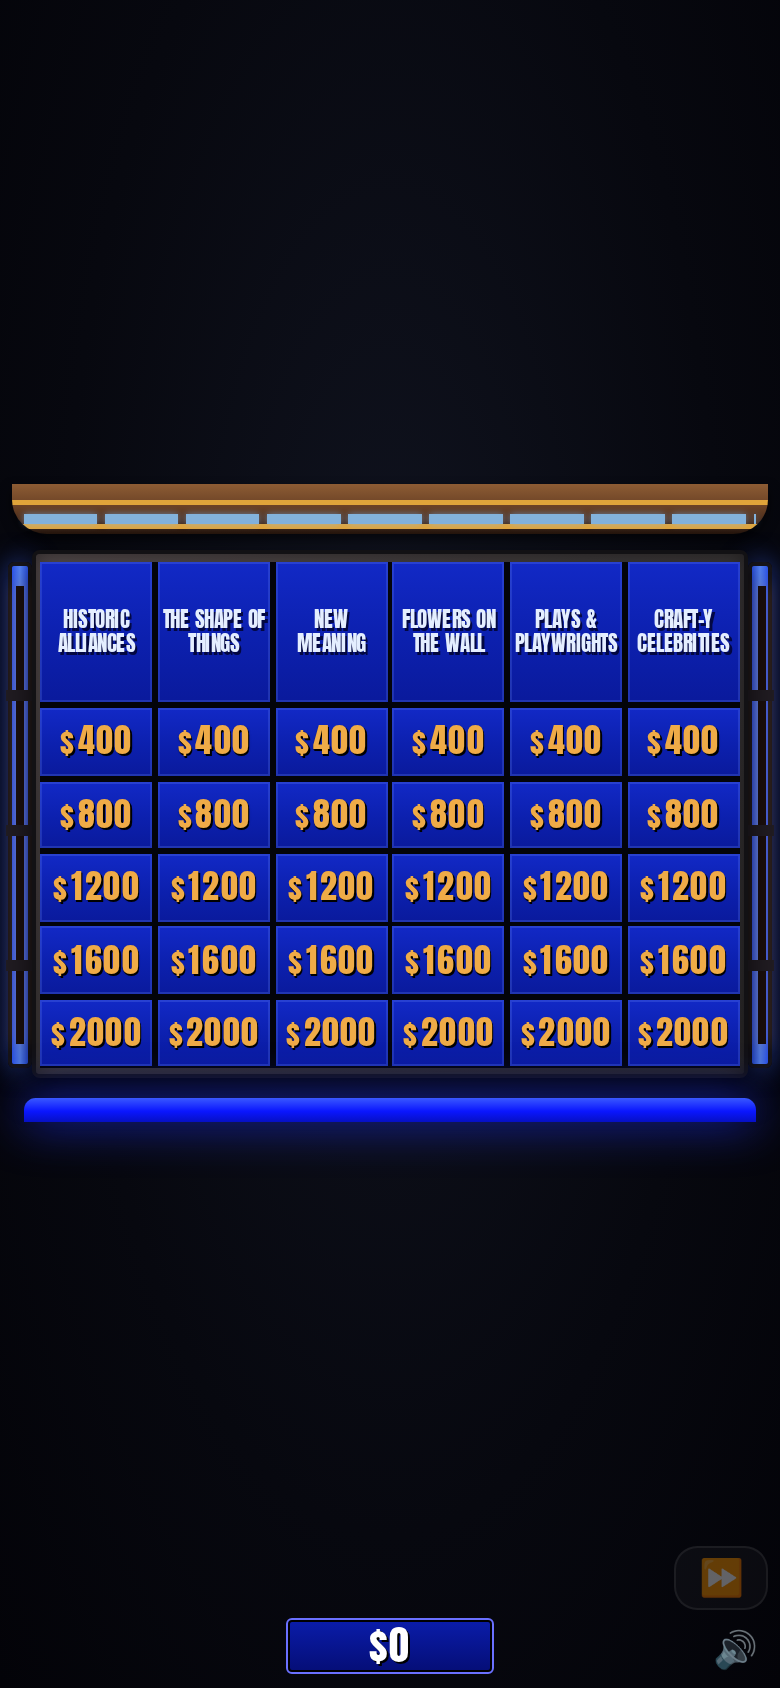 HISTORIC
ALLIANCES
THE SHAPE OF
THINGS
NEW
MEANING
FLOWERS ON
THE WALL
PLAYS &
PLAYWRIGHTS
CRAFT-Y
CELEBRITIES
$400 $400 $400 $400 $400 $400
$800 $800 $800 $800 $800 $800
$1200 $1200 $1200 $1200 $1200 $1200
$1600 $1600 $1600 $1600 $1600 $1600
$2000 $2000 $2000 $2000 $2000 $2000
$0